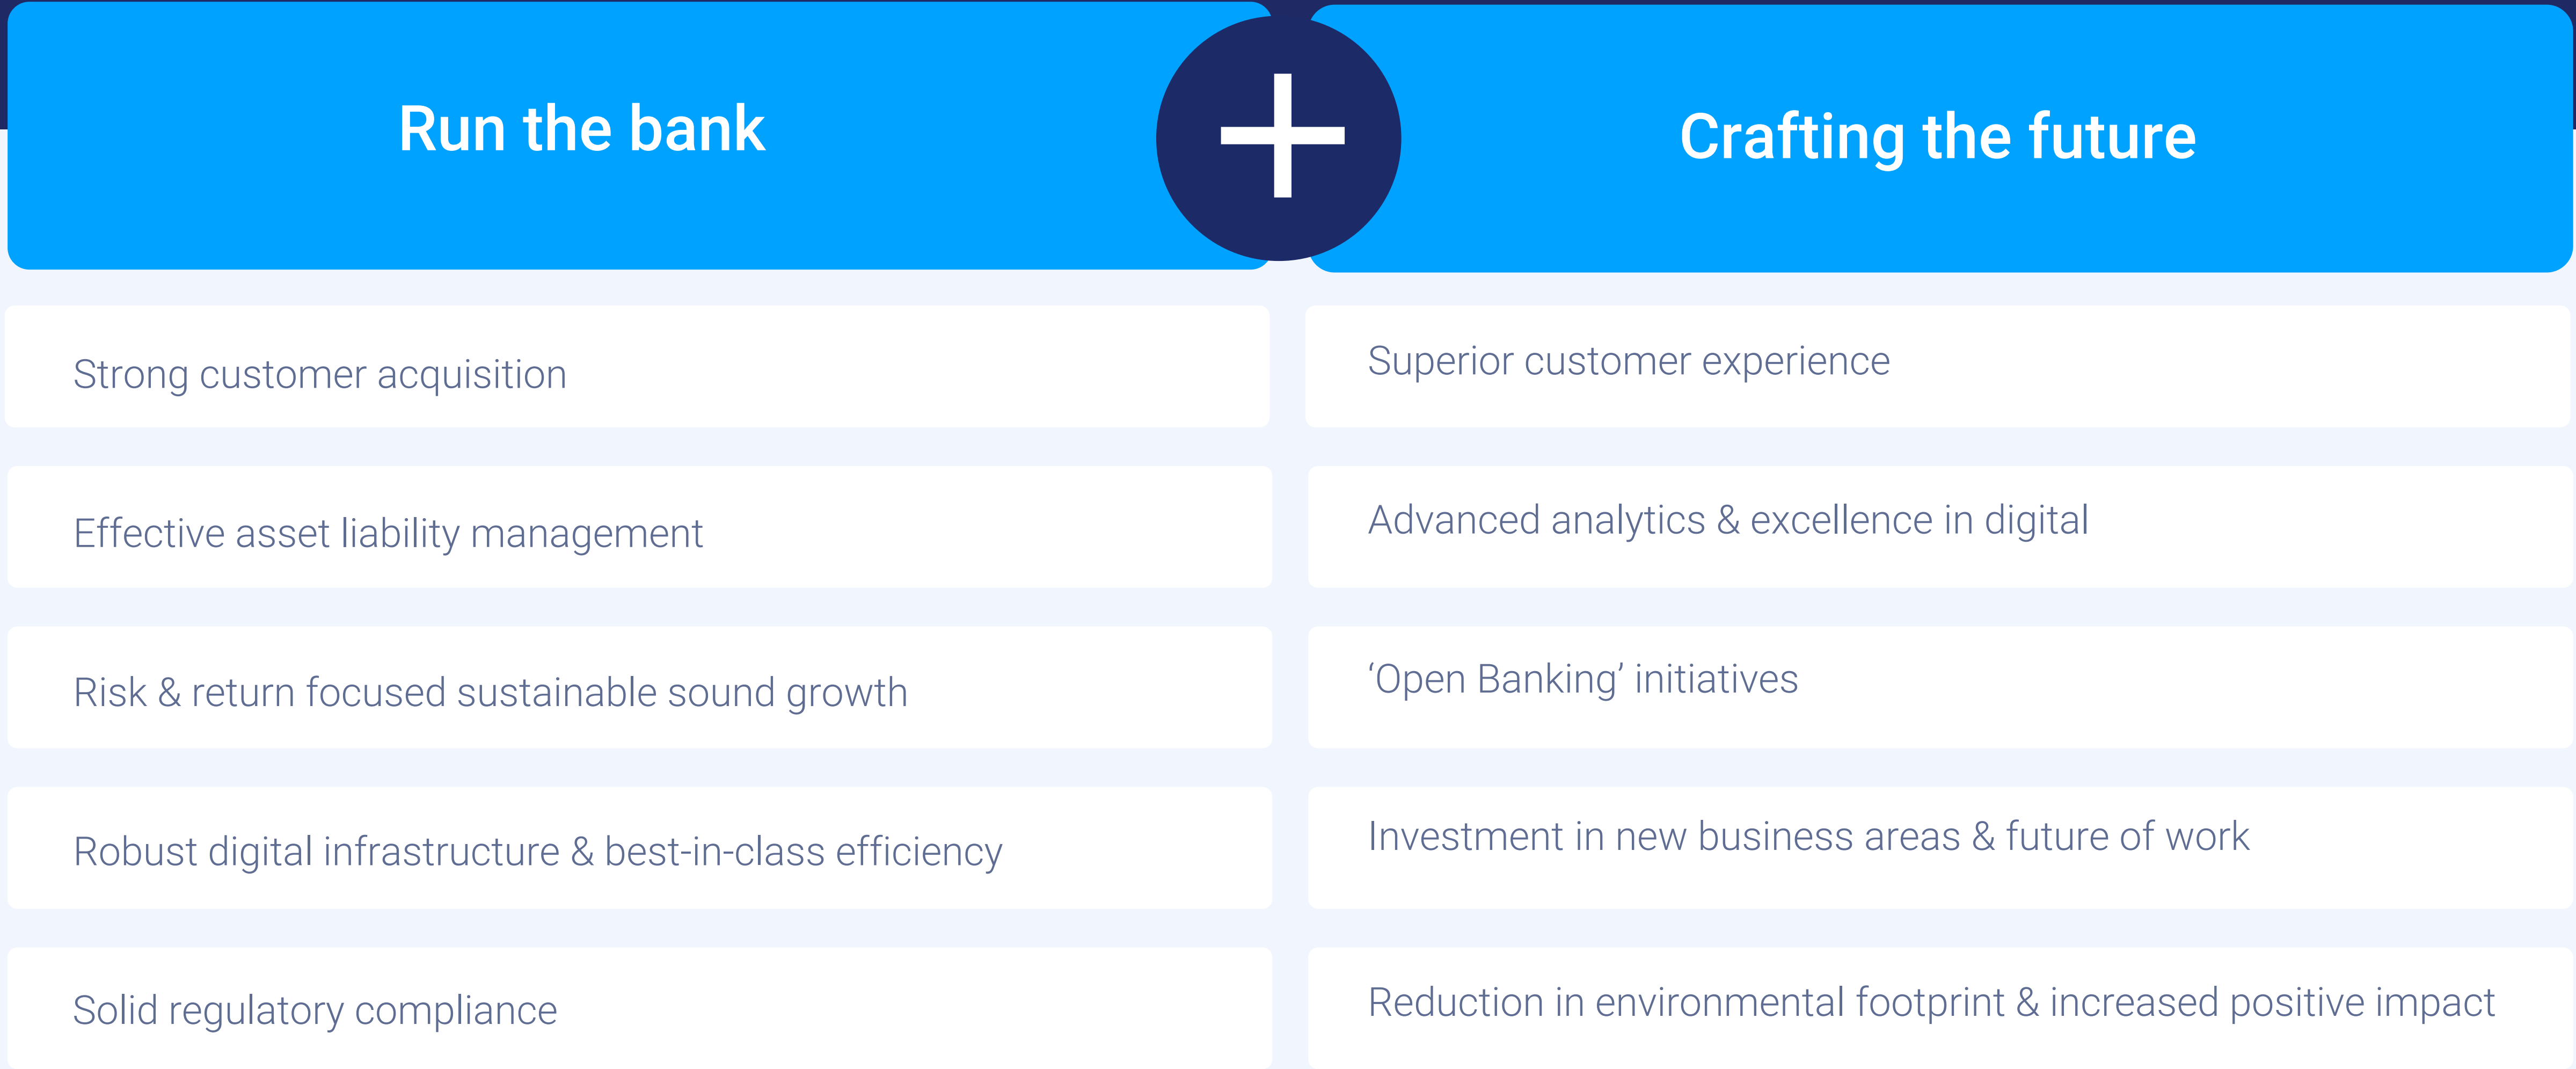 Run the bank
Crafting the future
Strong customer acquisition
Superior customer experience
Effective asset liability management
Advanced analytics & excellence in digital
Risk & return focused sustainable sound growth
‘Open Banking’ initiatives
Robust digital infrastructure & best-in-class efficiency
Investment in new business areas & future of work
Solid regulatory compliance
Reduction in environmental footprint & increased positive impact